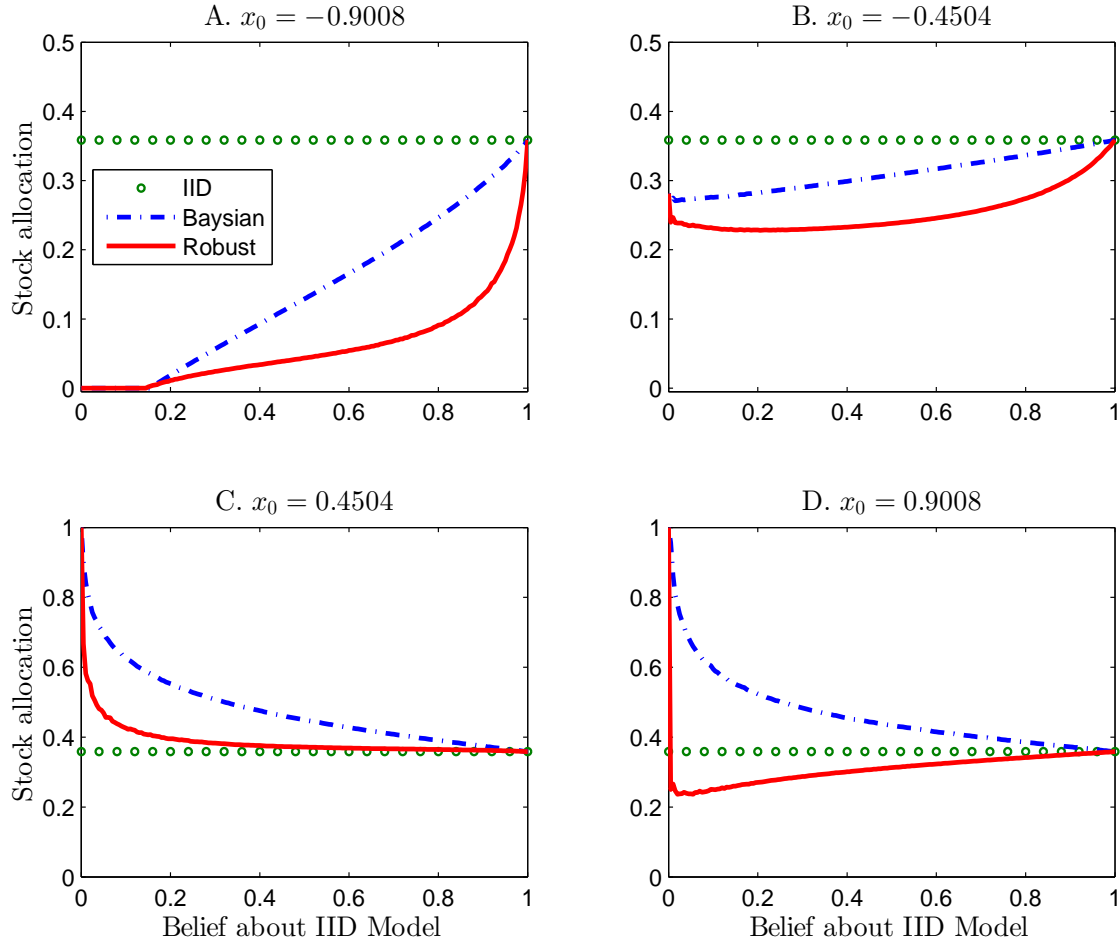 A. x₀ = −0.9008
B. x₀ = −0.4504
0.5
0.4
0.3
0.2
0.1
0
Stock allocation
IID
Baysian
Robust
0 0.2 0.4 0.6 0.8 1
0.5
0.4
0.3
0.2
0.1
0
0 0.2 0.4 0.6 0.8 1
C. x₀ = 0.4504
D. x₀ = 0.9008
1
0.8
0.6
0.4
0.2
0
Stock allocation
0 0.2 0.4 0.6 0.8 1
Belief about IID Model
1
0.8
0.6
0.4
0.2
0
0 0.2 0.4 0.6 0.8 1
Belief about IID Model